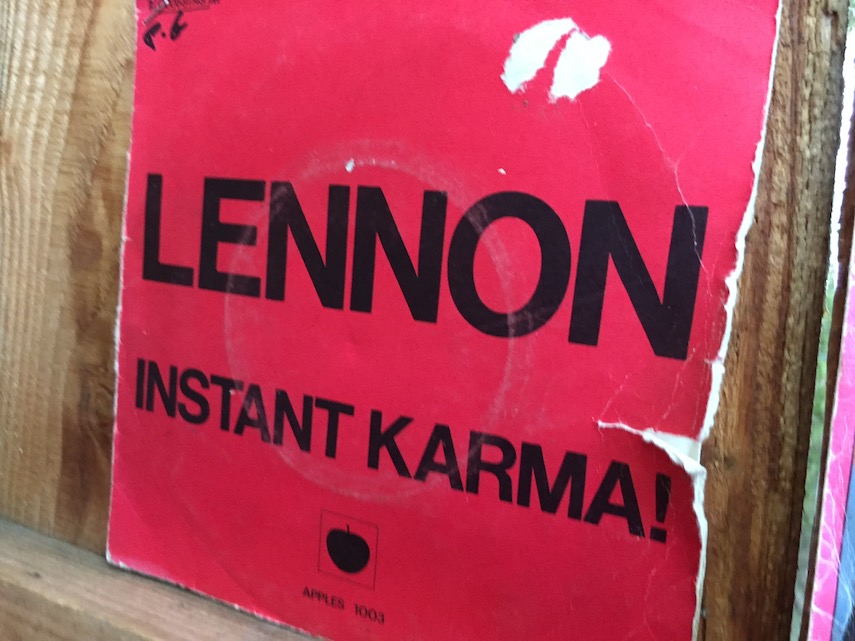 LENNON
INSTANT KARMA!
APPLES 1003